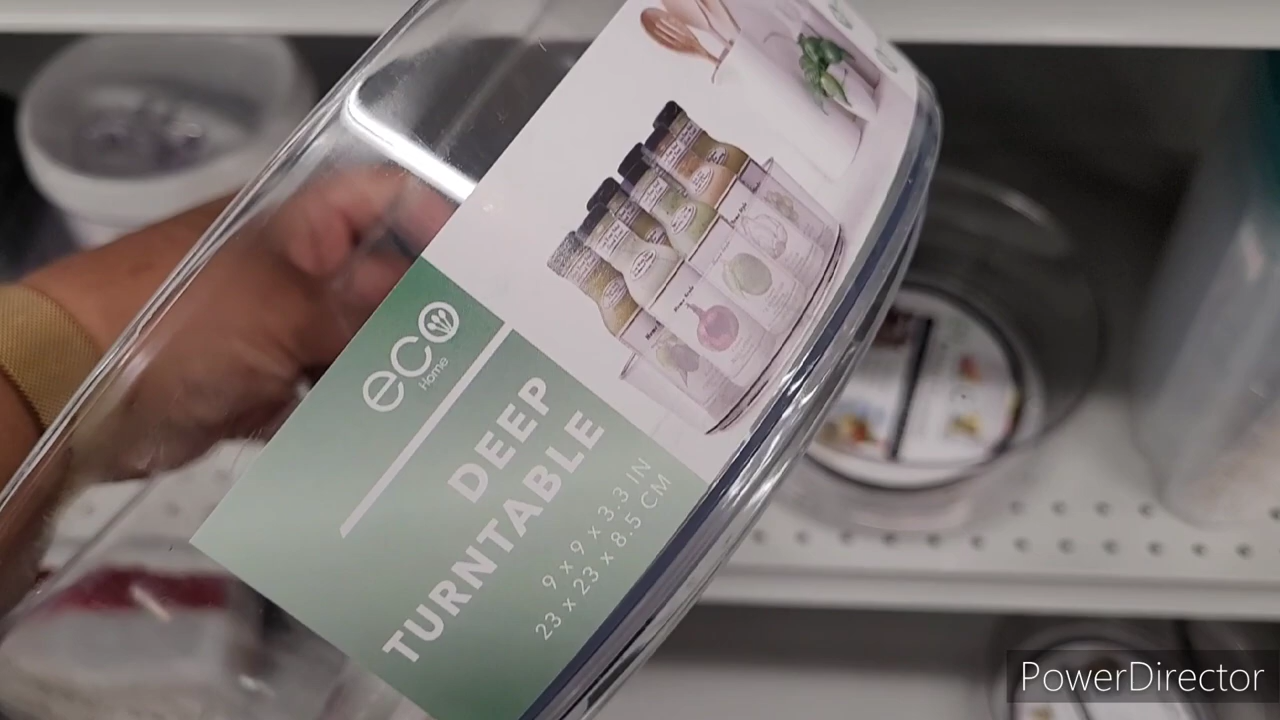 eco
Home
DEEP
TURNTABLE
9 x 9 x 3.3 IN
23 x 23 x 8.5 CM
PowerDirector